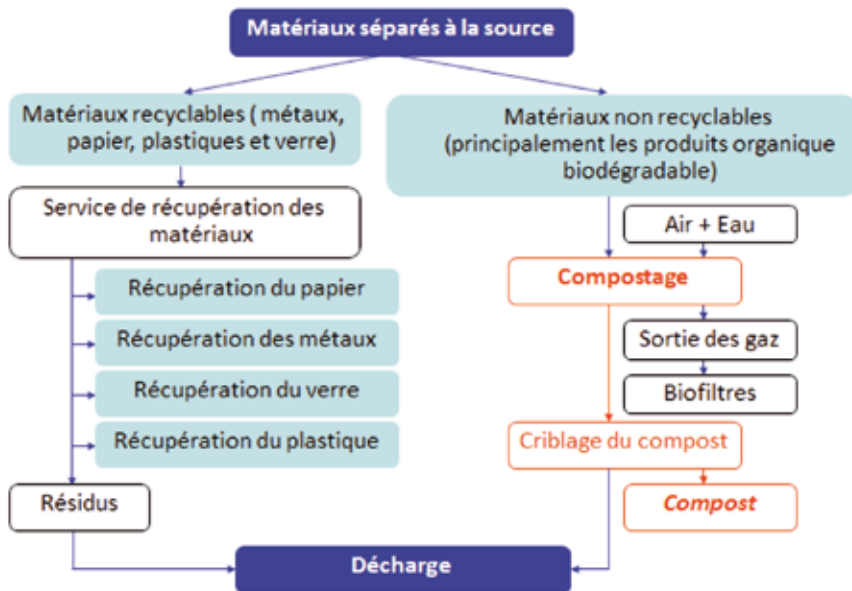 Matériaux séparés à la source
Matériaux recyclables ( métaux,
papier, plastiques et verre)
Matériaux non recyclables
(principalement les produits organique
biodégradable)
Service de récupération des
matériaux
Air + Eau
Compostage
Récupération du papier
Récupération des métaux
Sortie des gaz
Récupération du verre
Biofiltres
Récupération du plastique
Criblage du compost
Résidus
Compost
Décharge